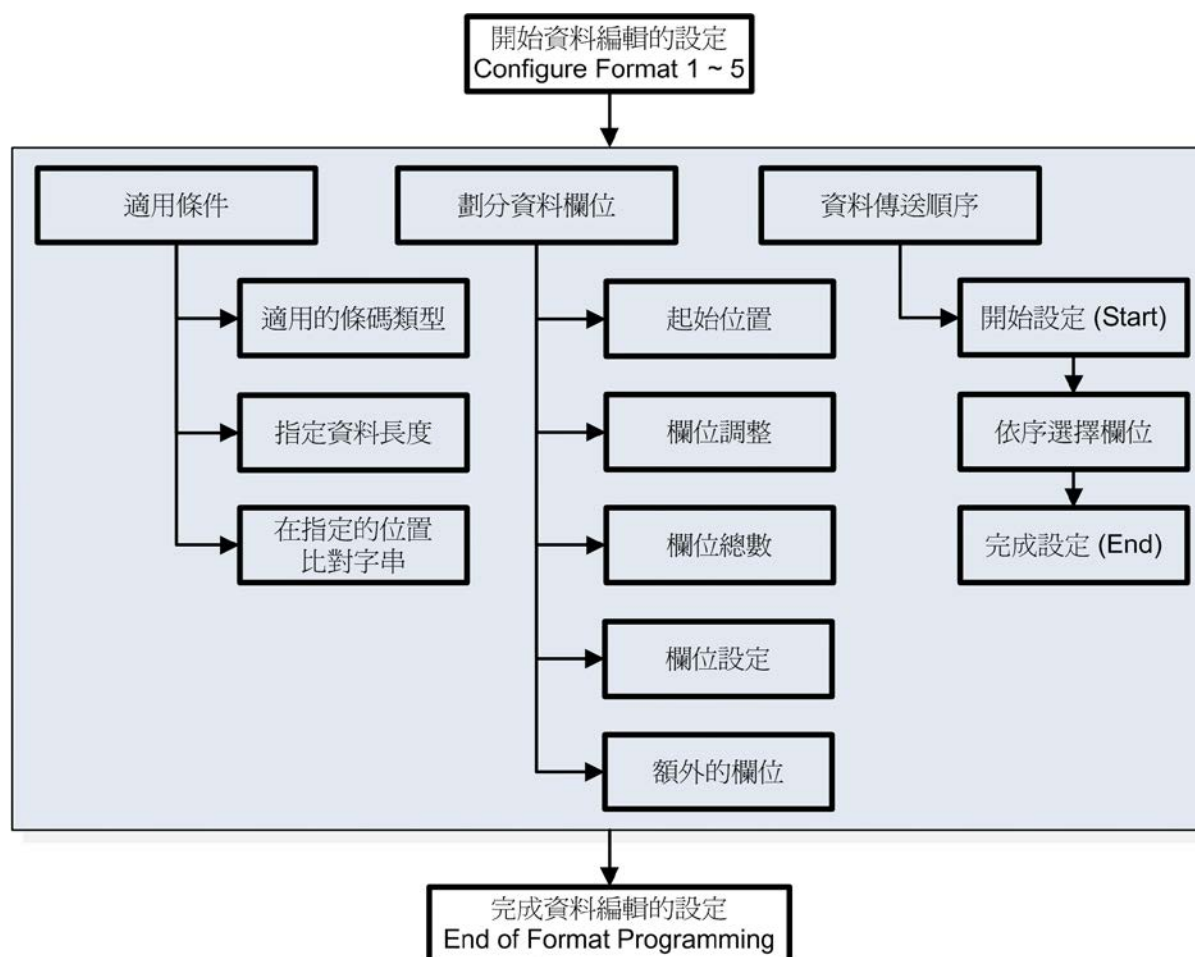 開始資料編輯的設定
Configure Format 1 ~ 5
適用條件
適用的條碼類型
指定資料長度
在指定的位置
比對字串
劃分資料欄位
起始位置
欄位調整
欄位總數
欄位設定
額外的欄位
資料傳送順序
開始設定 (Start)
依序選擇欄位
完成設定 (End)
完成資料編輯的設定
End of Format Programming